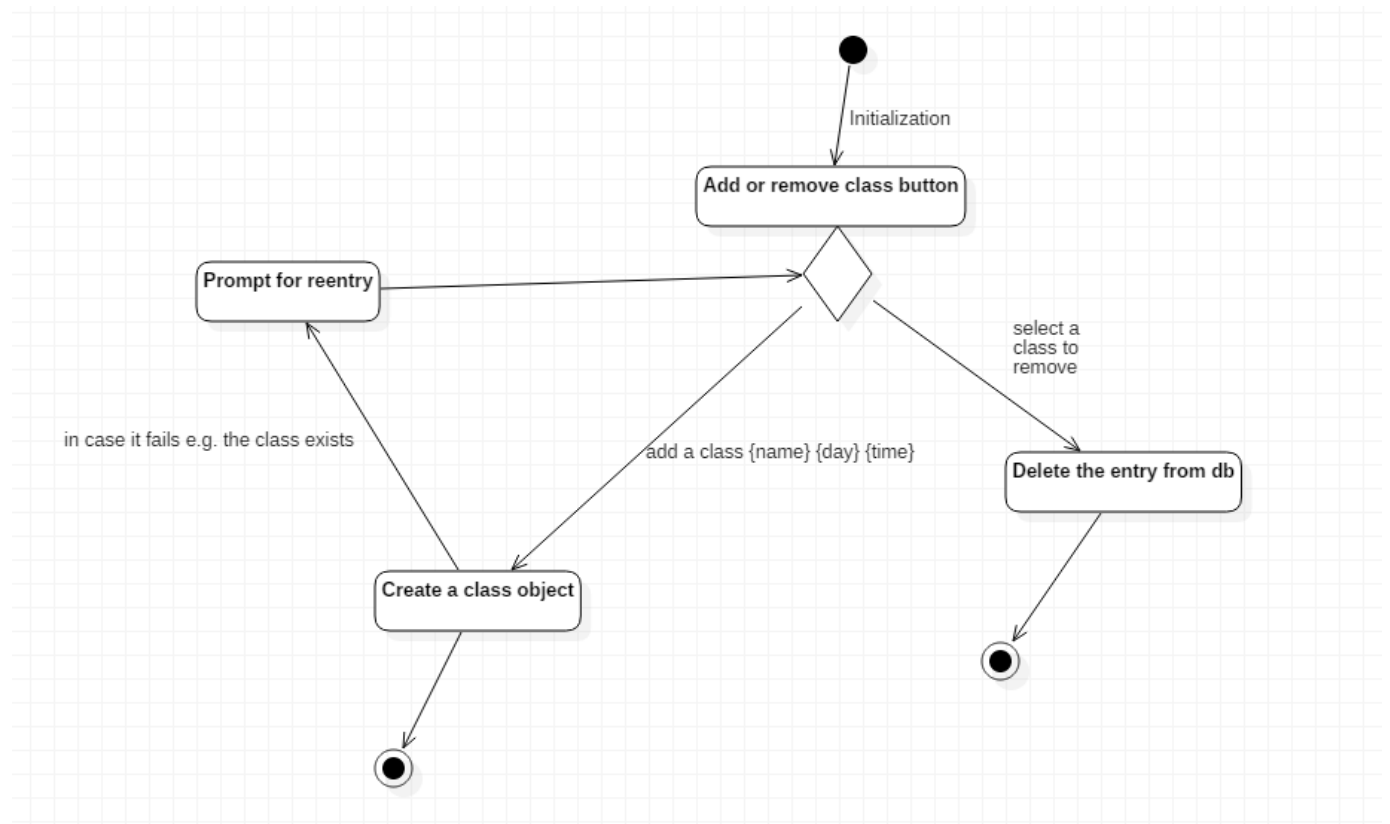 Initialization
Add or remove class button
Prompt for reentry
select a
class to
remove
in case it fails e.g. the class exists
add a class {name} {day} {time}
Delete the entry from db
Create a class object